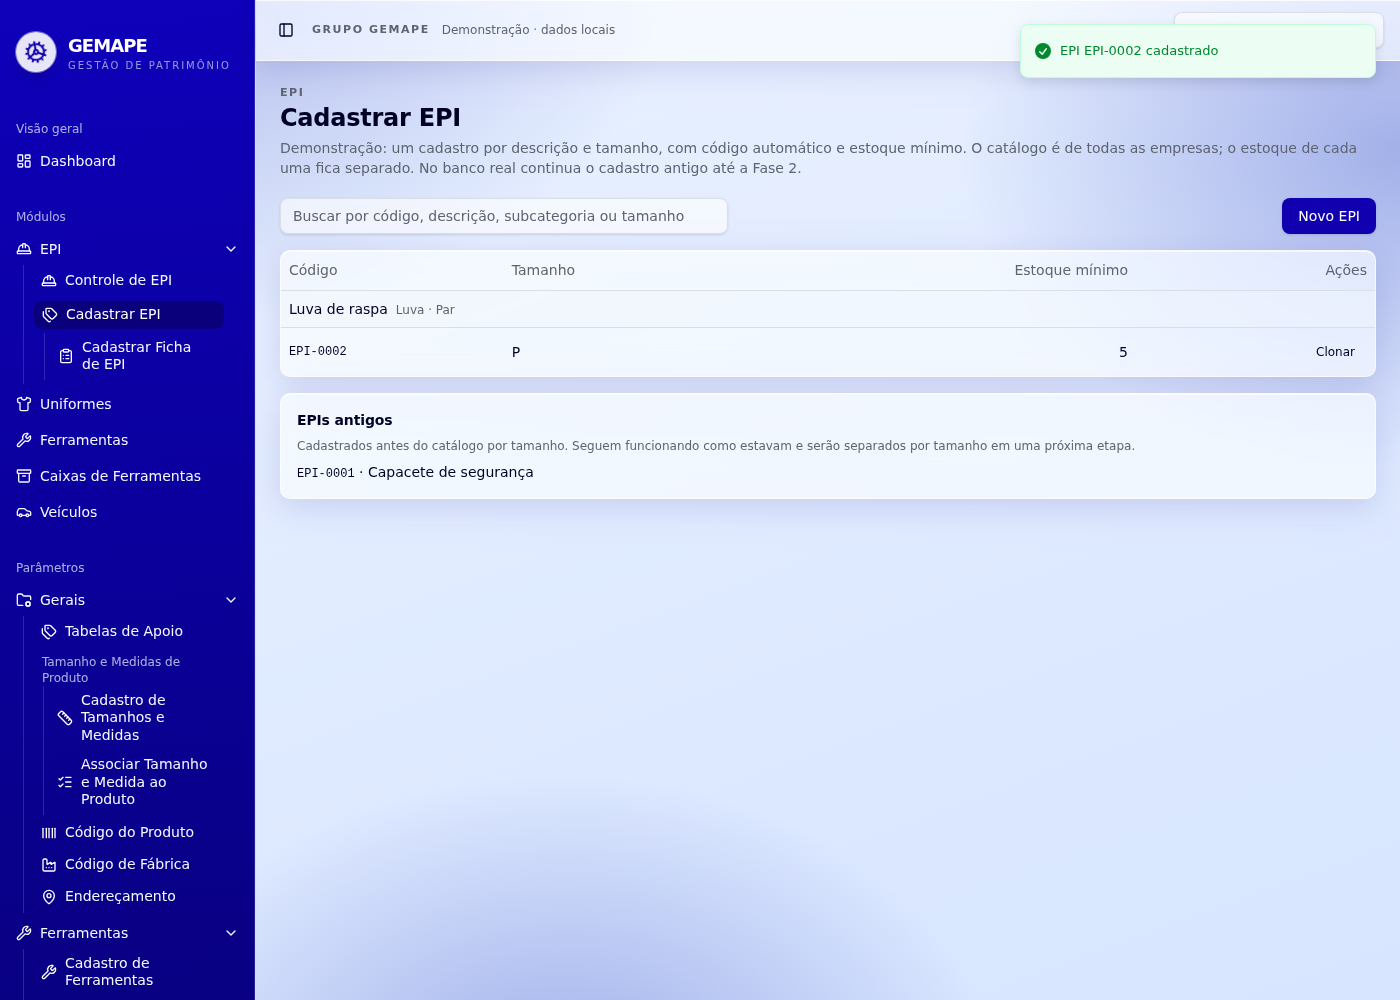 GEMAPE
GESTÃO DE PATRIMÔNIO
Visão geral
Dashboard
Módulos
EPI
Controle de EPI
Cadastrar EPI
Cadastrar Ficha
de EPI
Uniformes
Ferramentas
Caixas de Ferramentas
Veículos
Parâmetros
Gerais
Tabelas de Apoio
Tamanho e Medidas de
Produto
Cadastro de
Tamanhos e
Medidas
Associar Tamanho
e Medida ao
Produto
Código do Produto
Código de Fábrica
Endereçamento
Ferramentas
Cadastro de
Ferramentas
GRUPO GEMAPE Demonstração · dados locais
EPI EPI-0002 cadastrado
EPI
Cadastrar EPI
Demonstração: um cadastro por descrição e tamanho, com código automático e estoque mínimo. O catálogo é de todas as empresas; o estoque de cada
uma fica separado. No banco real continua o cadastro antigo até a Fase 2.
Buscar por código, descrição, subcategoria ou tamanho
Novo EPI
Código Tamanho Estoque mínimo Ações
Luva de raspa Luva · Par
EPI-0002 P 5 Clonar
EPIs antigos
Cadastrados antes do catálogo por tamanho. Seguem funcionando como estavam e serão separados por tamanho em uma próxima etapa.
EPI-0001 · Capacete de segurança